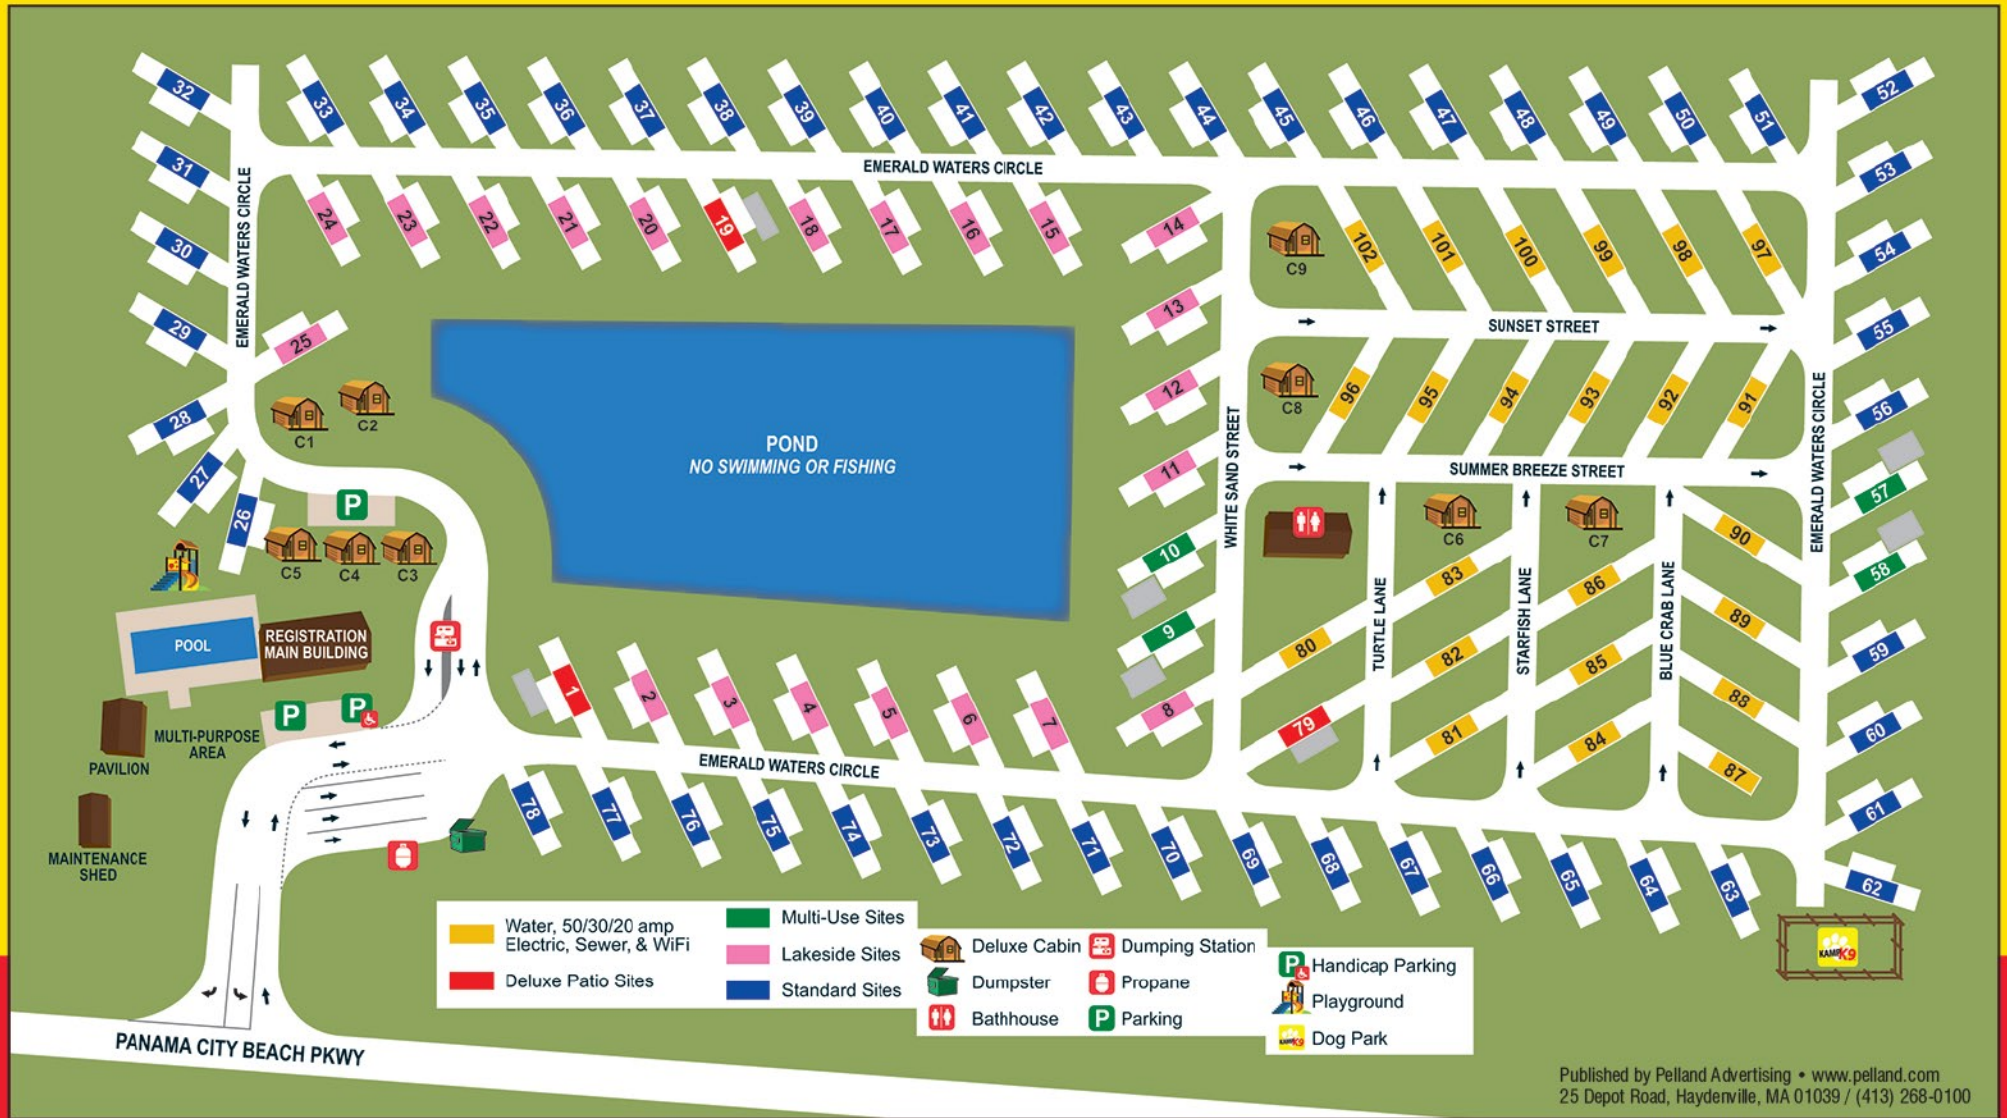 32
33
34
35
36
37
38
39
40
41
42
43
44
45
46
47
48
49
50
51
52
31
53
EMERALD WATERS CIRCLE
EMERALD WATERS CIRCLE
24
23
22
21
20
19
18
17
16
15
14
102
101
100
99
98
97
54
30
C9
29
25
13
SUNSET STREET
55
C1
C2
28
12
C8
96
95
94
93
92
91
56
EMERALD WATERS CIRCLE
POND
NO SWIMMING OR FISHING
27
11
WHITE SAND STREET
SUMMER BREEZE STREET
57
26
P
C5
C4
C3
10
C6
C7
90
58
83
86
TURTLE LANE
STARFISH LANE
BLUE CRAB LANE
POOL
REGISTRATION
MAIN BUILDING
9
80
82
85
89
59
1
2
3
4
5
6
7
8
79
81
84
88
87
60
P
P
MULTI-PURPOSE
AREA
PAVILION
EMERALD WATERS CIRCLE
78
77
76
75
74
73
72
71
70
69
68
67
66
65
64
63
62
61
MAINTENANCE
SHED
KAMP K9
Water, 50/30/20 amp
Electric, Sewer, & WiFi
Deluxe Patio Sites
Multi-Use Sites
Lakeside Sites
Standard Sites
Deluxe Cabin
Dumpster
Bathhouse
Dumping Station
Propane
P Parking
P Handicap Parking
Playground
KAMP K9 Dog Park
PANAMA CITY BEACH PKWY
Published by Pelland Advertising • www.pelland.com
25 Depot Road, Haydenville, MA 01039 / (413) 268-0100